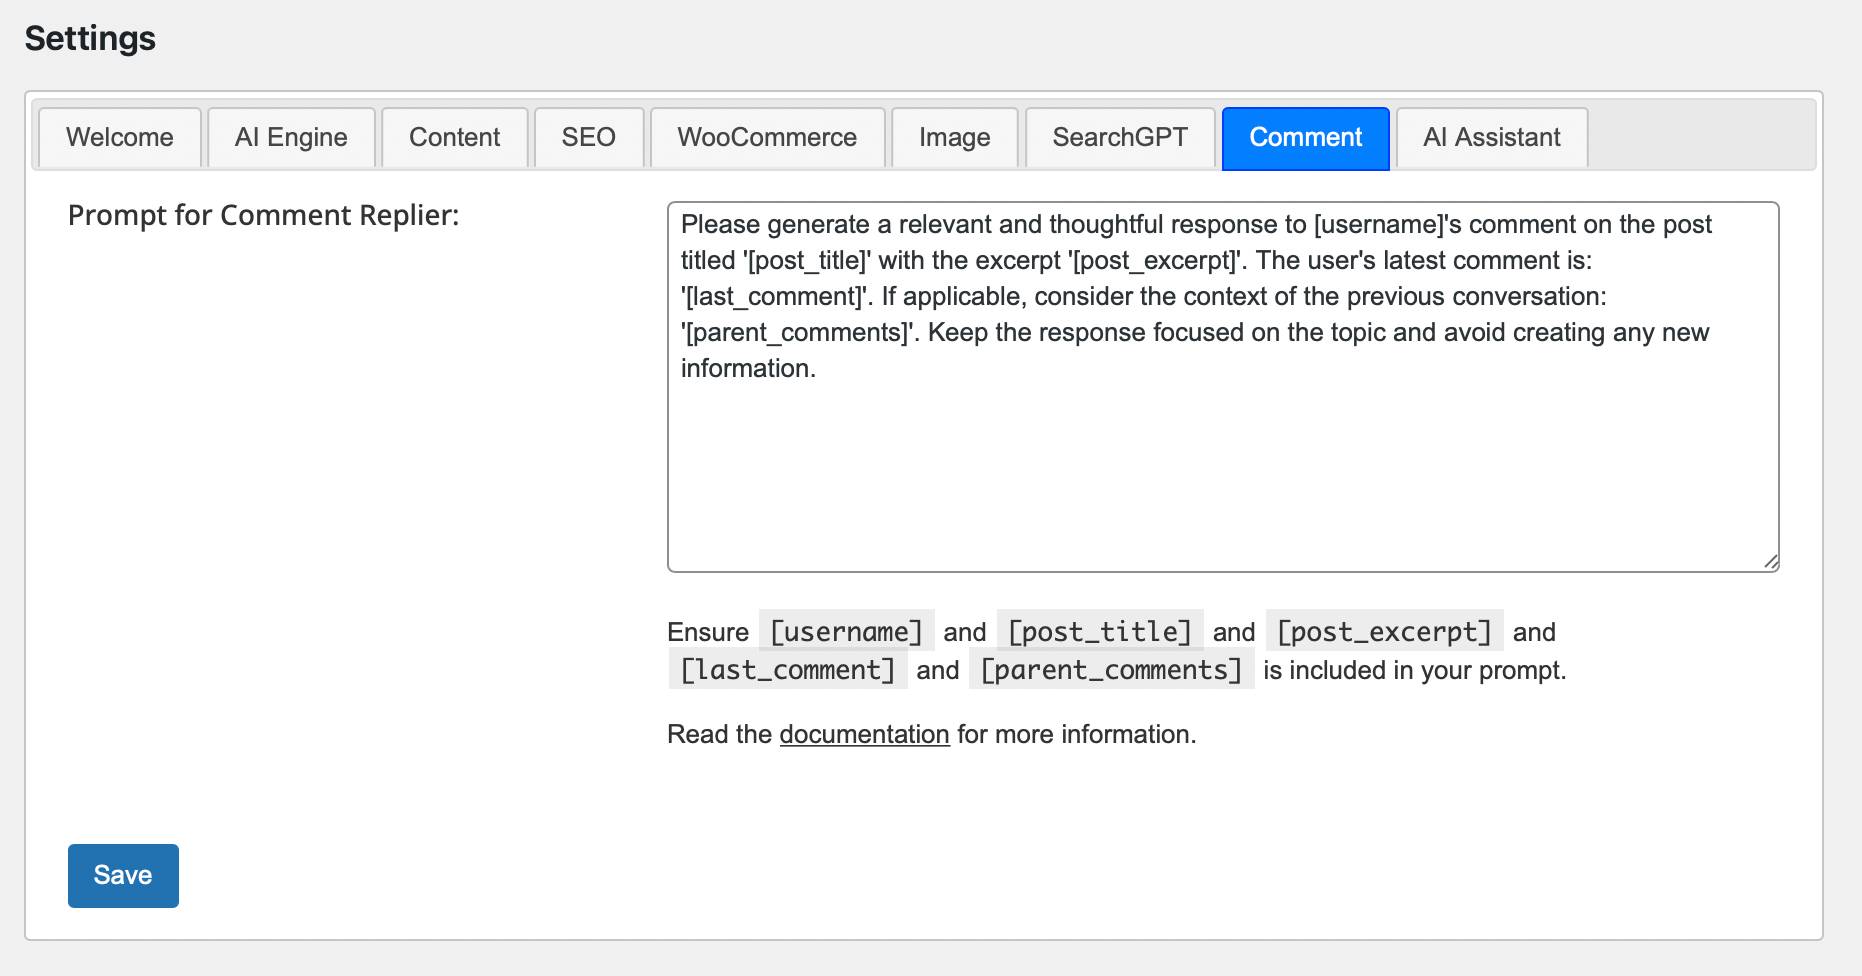 Settings
Welcome AI Engine Content SEO WooCommerce Image SearchGPT Comment AI Assistant
Prompt for Comment Replier:
Please generate a relevant and thoughtful response to [username]'s comment on the post
titled '[post_title]' with the excerpt '[post_excerpt]'. The user's latest comment is:
'[last_comment]'. If applicable, consider the context of the previous conversation:
'[parent_comments]'. Keep the response focused on the topic and avoid creating any new
information.
Ensure [username] and [post_title] and [post_excerpt] and
[last_comment] and [parent_comments] is included in your prompt.
Read the documentation for more information.
Save